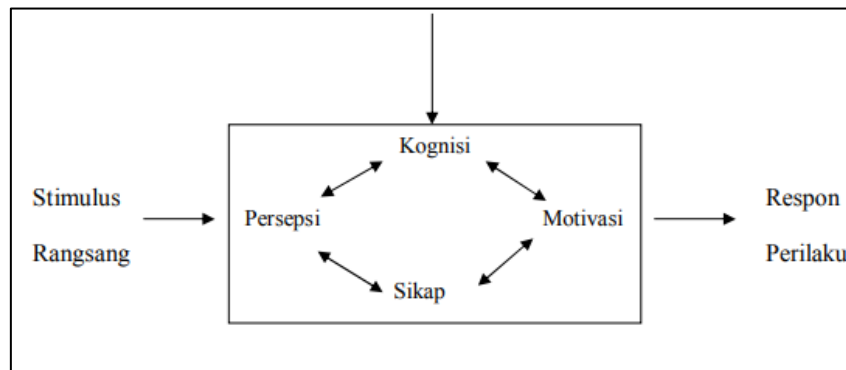 Kognisi
Stimulus
Rangsang
Persepsi
Motivasi
Sikap
Respon
Perilaku